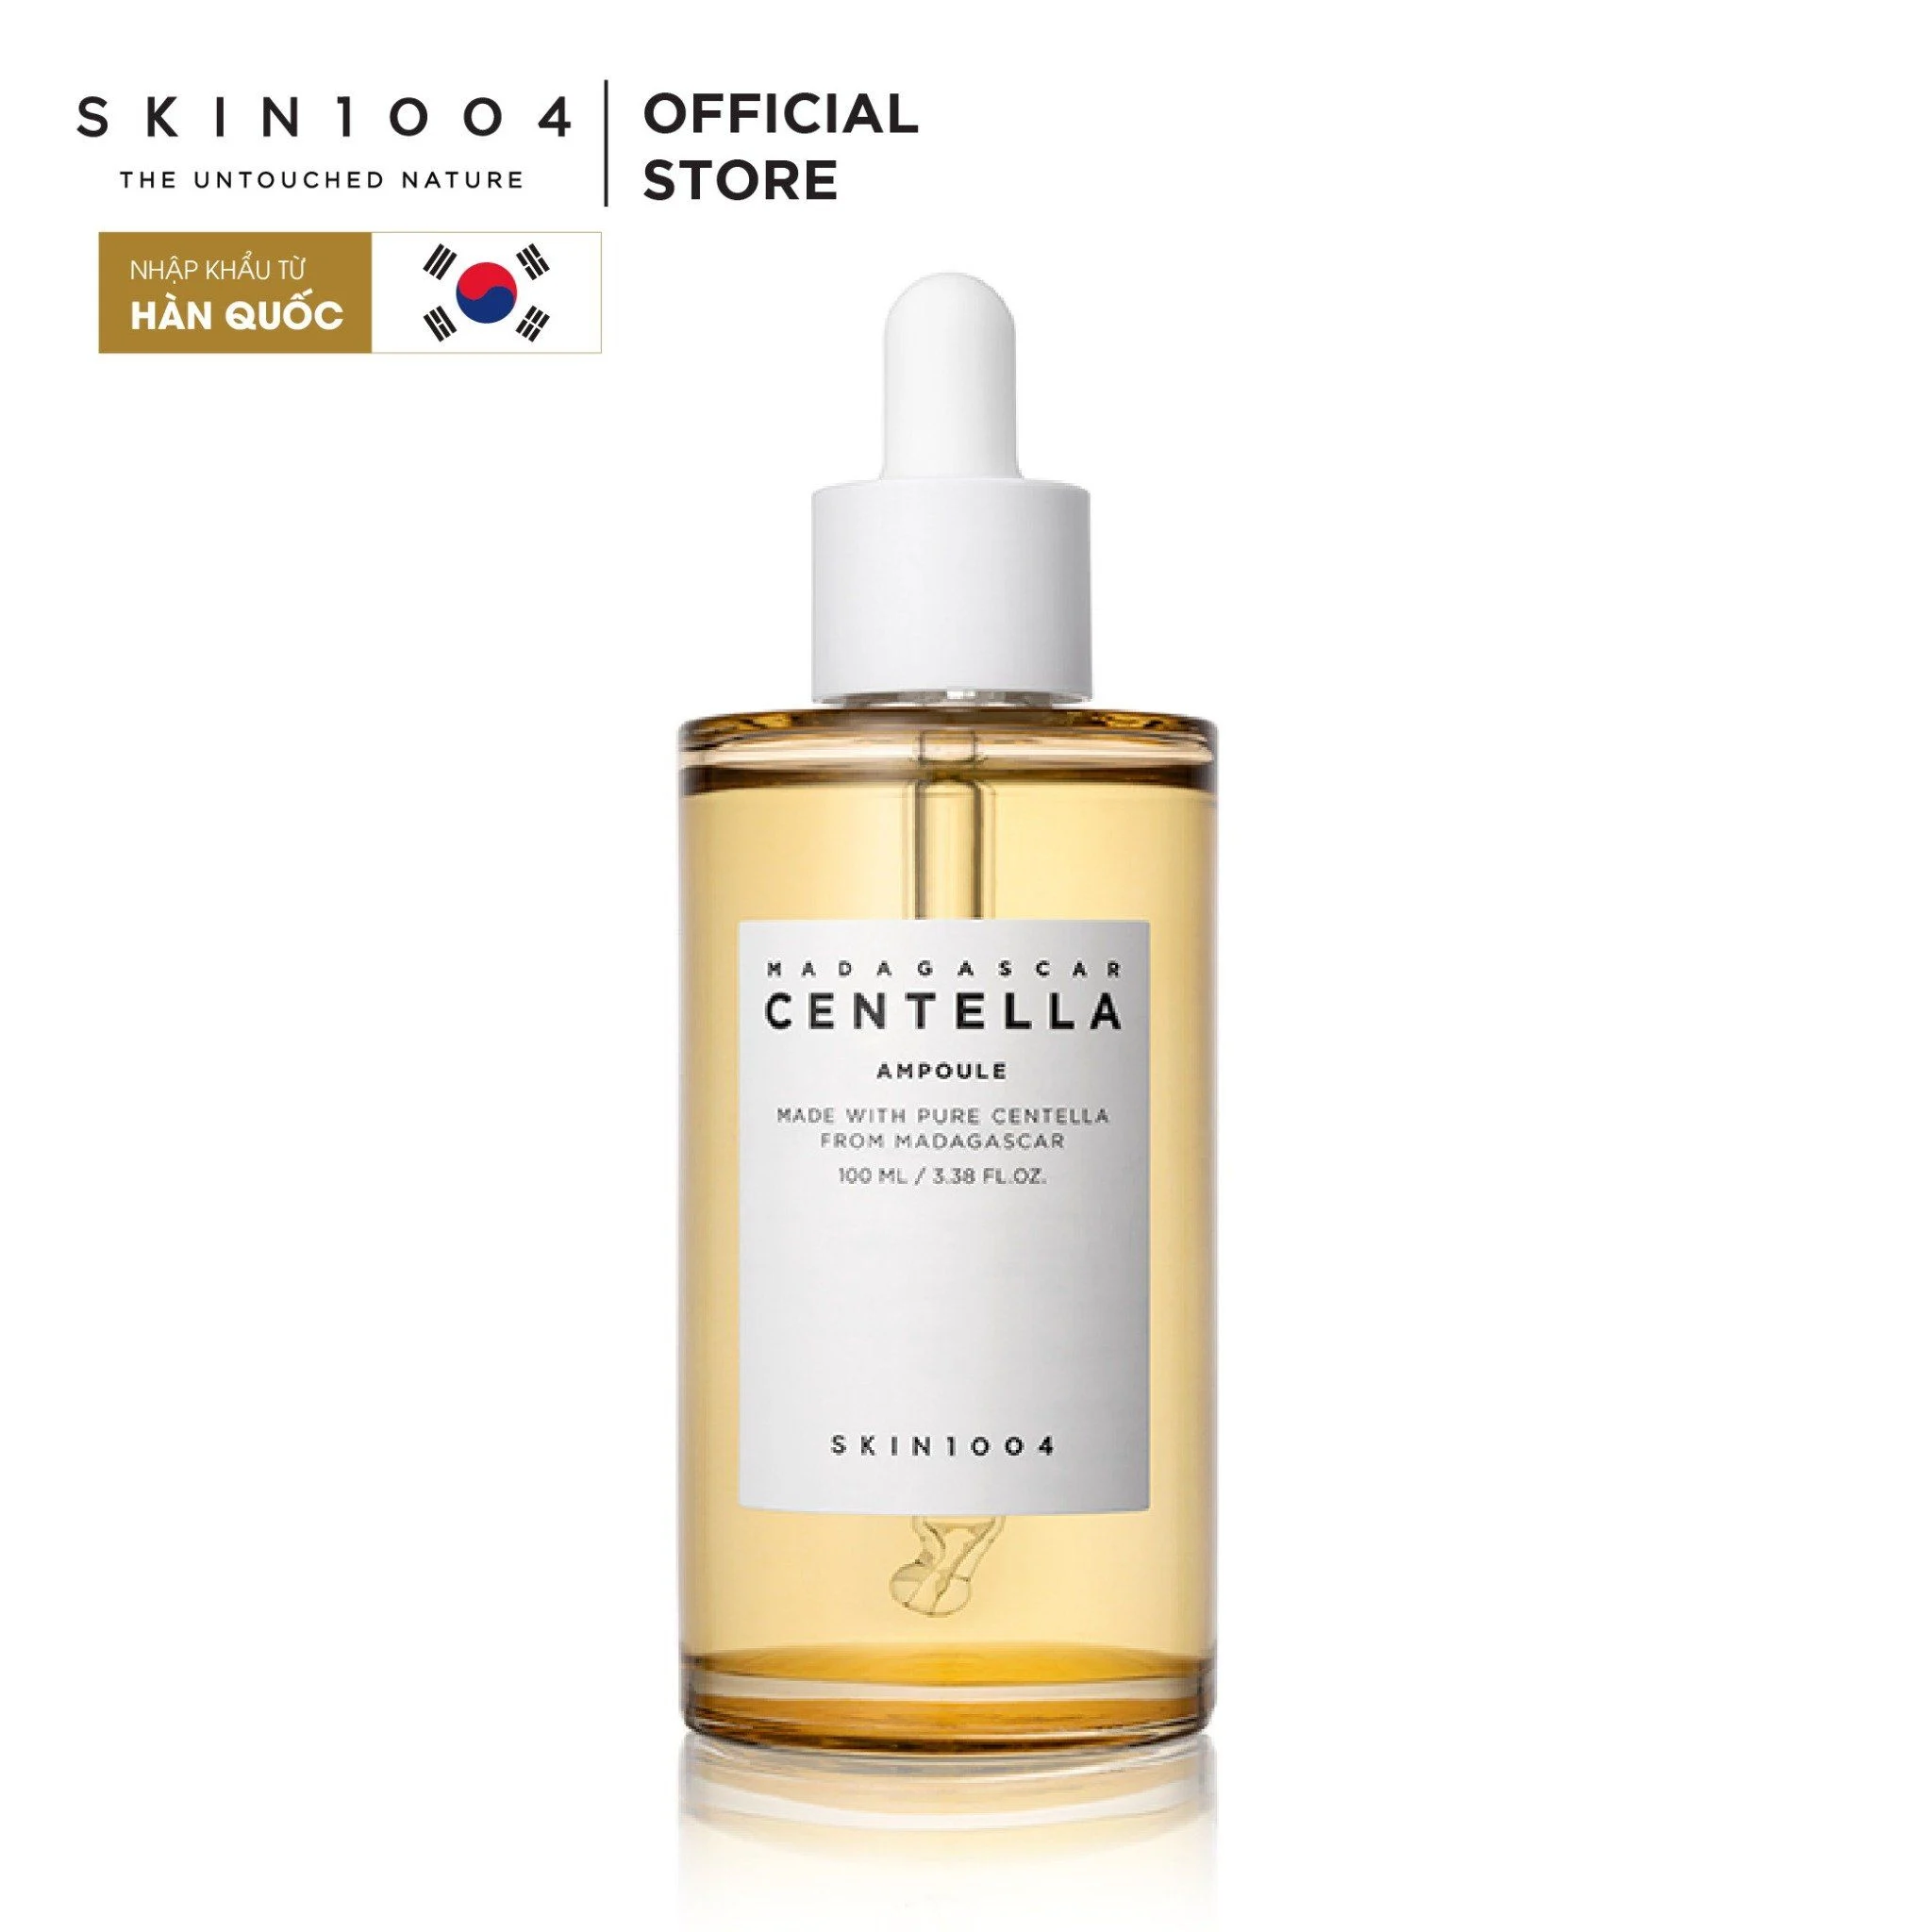 SKIN1004
THE UNTOUCHED NATURE
OFFICIAL
STORE
NHẬP KHẨU TỪ
HÀN QUỐC
MADAGASCAR
CENTELLA
AMPOULE
MADE WITH PURE CENTELLA
FROM MADAGASCAR
100 ML / 3.38 FL.OZ.
SKIN1004